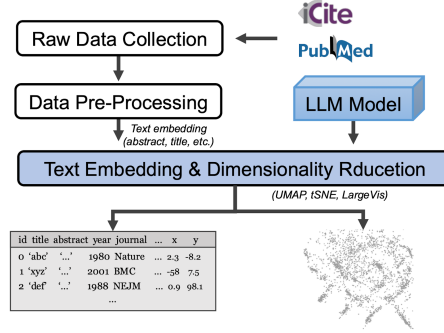 iCite
Raw Data Collection
PubMed
Data Pre-Processing
LLM Model
Text embedding
(abstract, title, etc.)
Text Embedding & Dimensionality Rducetion
(UMAP, tSNE, LargeVis)
id title abstract year journal ... x y
0 'abc' '...' 1980 Nature ... 2.3 -8.2
1 'xyz' '...' 2001 BMC ... -58 7.5
2 'def' '...' 1988 NEJM ... 0.9 98.1
...